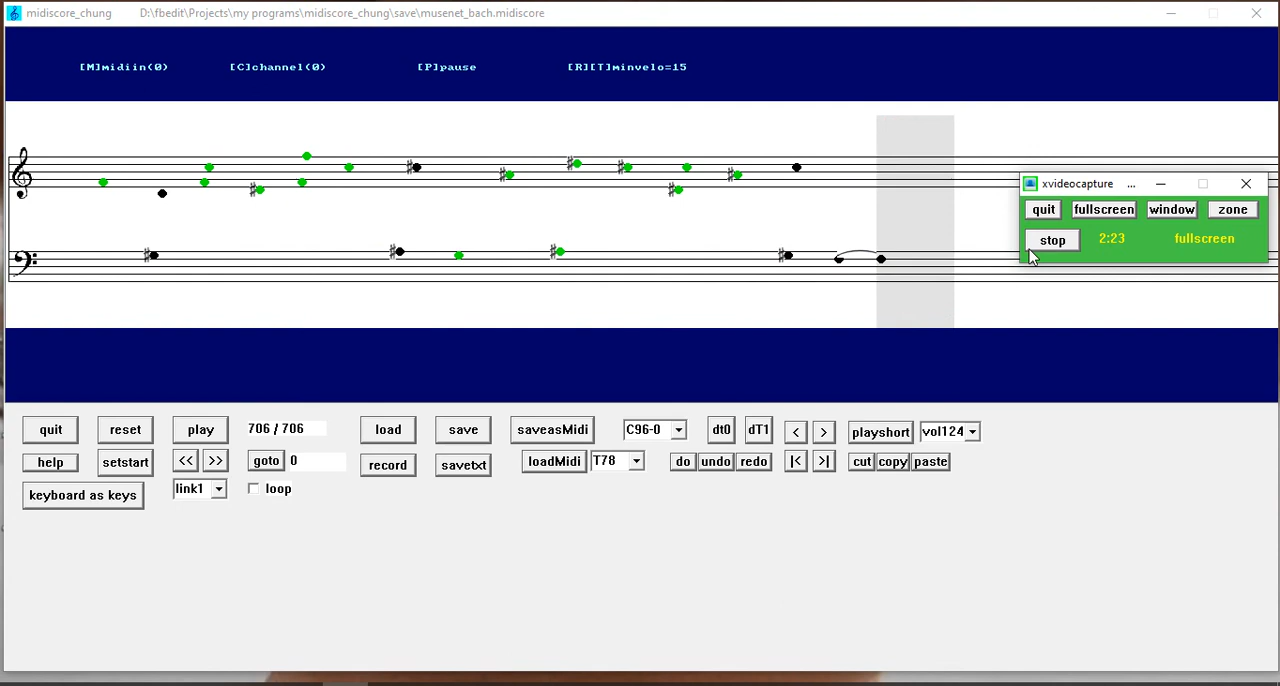 midiscore_chung D:\fbedit\Projects\my programs\midiscore_chung\save\musenet_bach.midiscore
[M]midiin(0) [C]channel(0) [P]pause [R][T]minvelo=15
xvideocapture ...
quit fullscreen window zone
stop 2:23 fullscreen
quit reset play 706 / 706 load save saveasMidi C96-0 dt0 dT1 < > playshort vol124
help setstart << >> goto 0 record savetxt loadMidi T78 do undo redo |< >| cut copy paste
keyboard as keys link1 loop